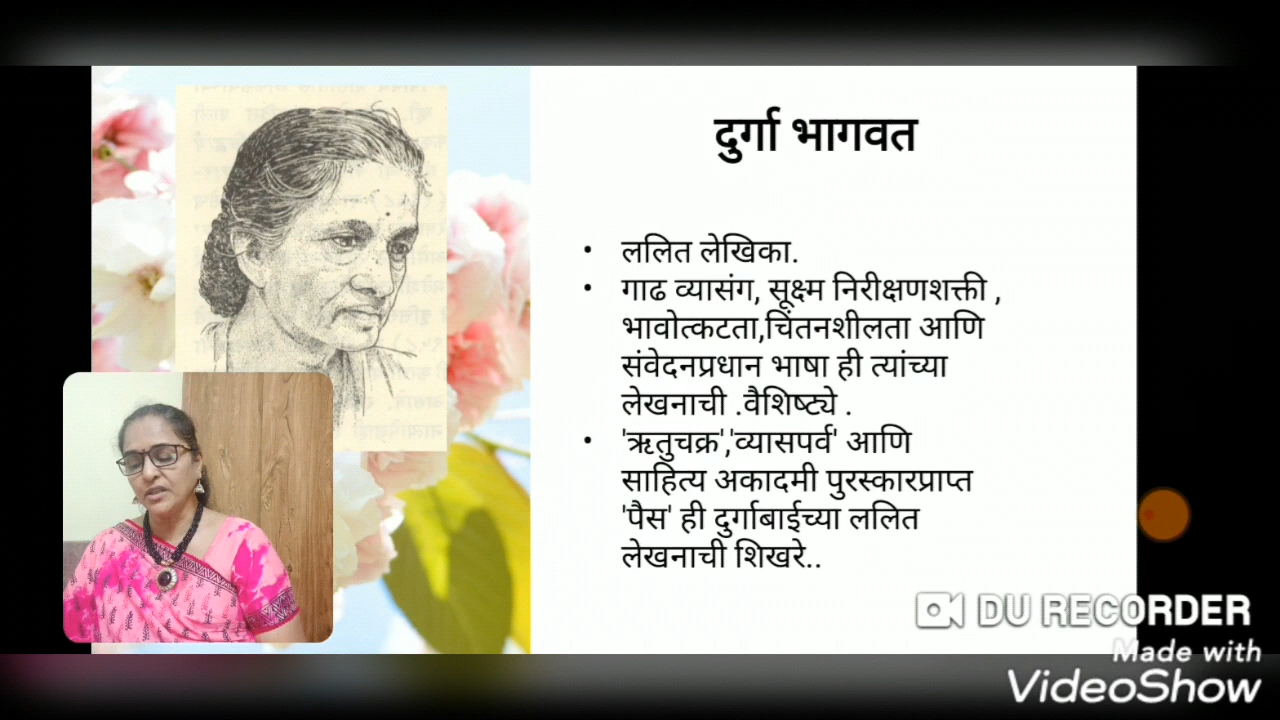 दुर्गा भागवत
• ललित लेखिका.
• गाढ व्यासंग, सूक्ष्म निरीक्षणशक्ती ,
भावोत्कटता,चिंतनशीलता आणि
संवेदनप्रधान भाषा ही त्यांच्या
लेखनाची .वैशिष्ट्ये .
• 'ऋतुचक्र','व्यासपर्व' आणि
साहित्य अकादमी पुरस्कारप्राप्त
'पैस' ही दुर्गाबाईच्या ललित
लेखनाची शिखरे..
DU RECORDER
Made with
VideoShow